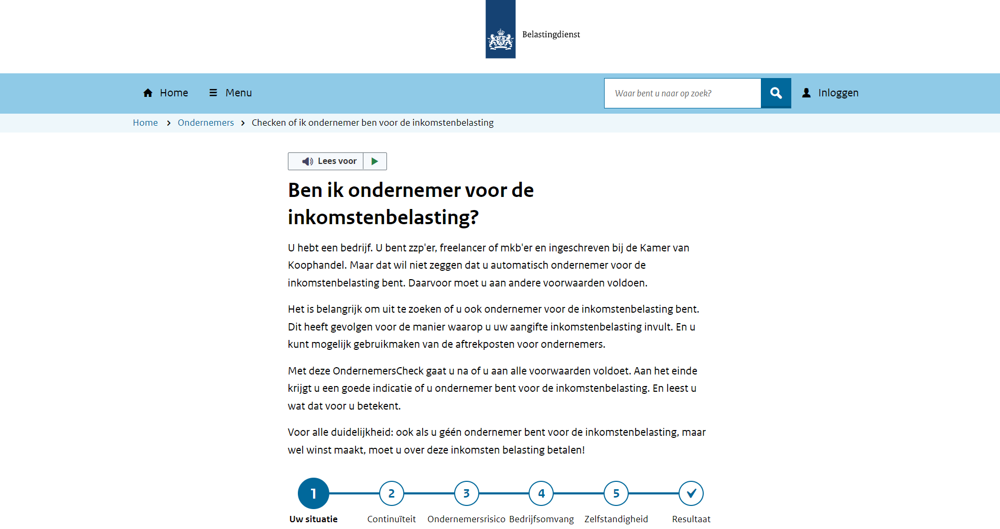 Belastingdienst
Home
Menu
Waar bent u naar op zoek?
Inloggen
Home
Ondernemers
Checken of ik ondernemer ben voor de inkomstenbelasting
Lees voor
Ben ik ondernemer voor de
inkomstenbelasting?
U hebt een bedrijf. U bent zzp'er, freelancer of mkb'er en ingeschreven bij de Kamer van
Koophandel. Maar dat wil niet zeggen dat u automatisch ondernemer voor de
inkomstenbelasting bent. Daarvoor moet u aan andere voorwaarden voldoen.
Het is belangrijk om uit te zoeken of u ook ondernemer voor de inkomstenbelasting bent.
Dit heeft gevolgen voor de manier waarop u uw aangifte inkomstenbelasting invult. En u
kunt mogelijk gebruikmaken van de aftrekposten voor ondernemers.
Met deze OndernemersCheck gaat u na of u aan alle voorwaarden voldoet. Aan het einde
krijgt u een goede indicatie of u ondernemer bent voor de inkomstenbelasting. En leest u
wat dat voor u betekent.
Voor alle duidelijkheid: ook als u géén ondernemer bent voor de inkomstenbelasting, maar
wel winst maakt, moet u over deze inkomsten belasting betalen!
1
2
3
4
5
Uw situatie
Continuïteit
Ondernemersrisico
Bedrijfsomvang
Zelfstandigheid
Resultaat